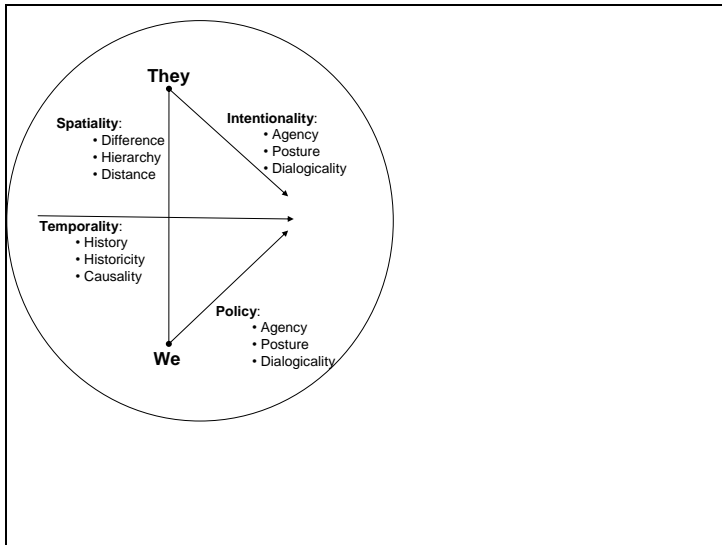 They
Spatiality:
• Difference
• Hierarchy
• Distance
Intentionality:
• Agency
• Posture
• Dialogicality
Temporality:
• History
• Historicity
• Causality
Policy:
• Agency
• Posture
• Dialogicality
We